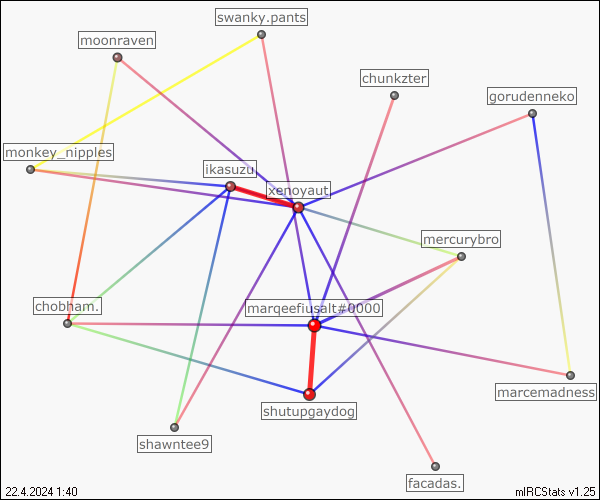 swanky.pants
moonraven
chunkzter
gorudenneko
monkey_nipples
ikasuzu
xenoyaut
mercurybro
chobham.
marqeefiusalt#0000
marcemadness
shutupgaydog
shawntee9
facadas.
22.4.2024 1:40
mIRCStats v1.25